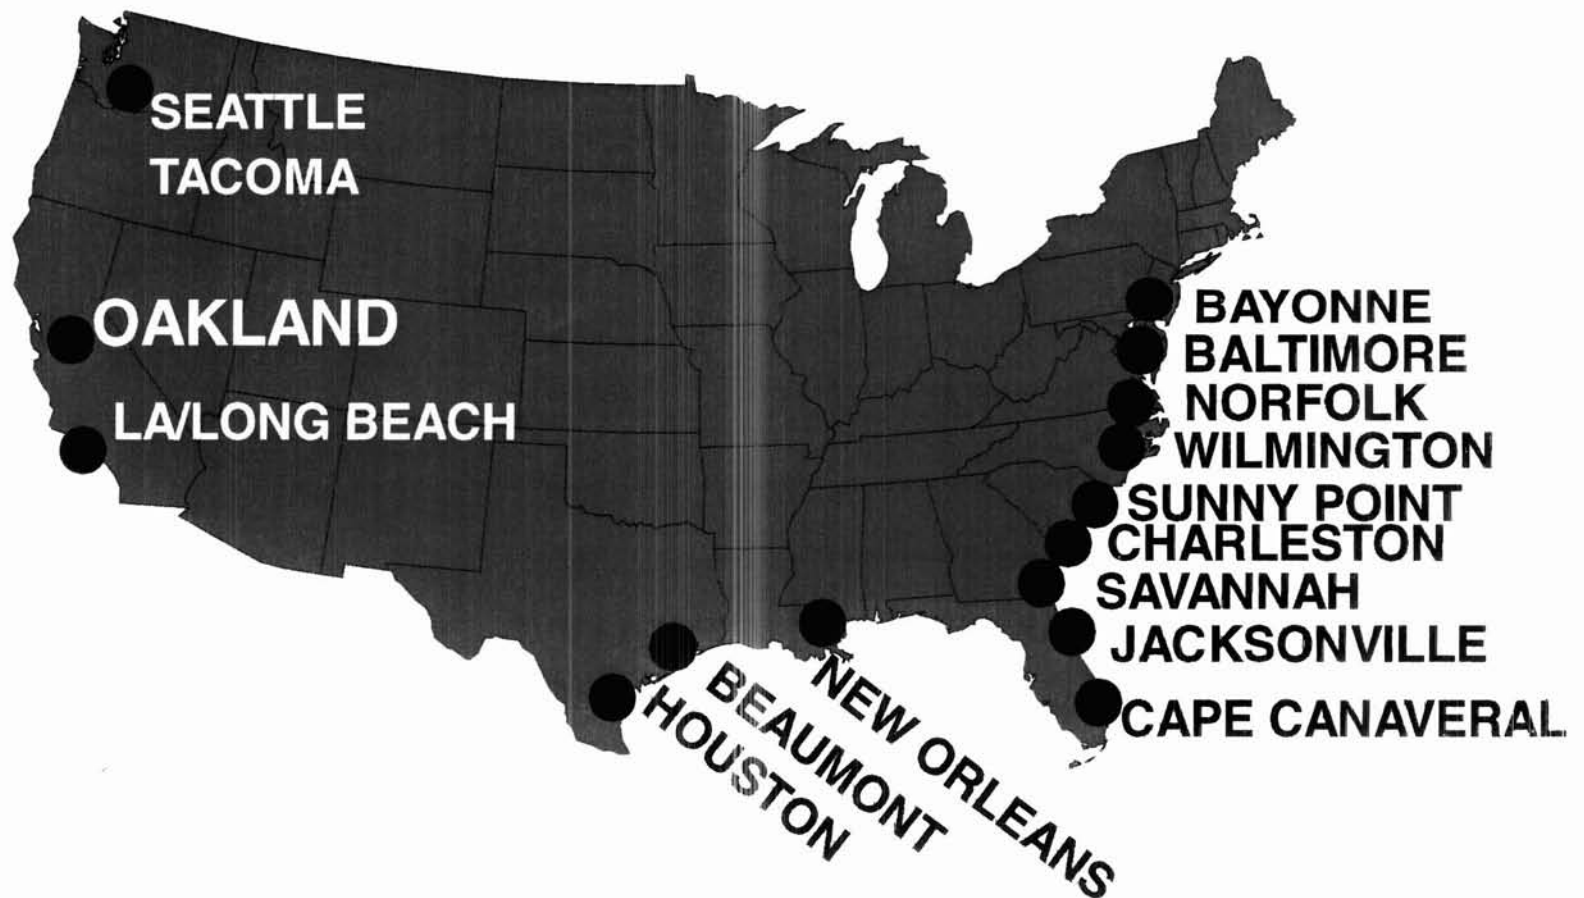 SEATTLE
TACOMA
OAKLAND
LA/LONG BEACH
BAYONNE
BALTIMORE
NORFOLK
WILMINGTON
SUNNY POINT
CHARLESTON
SAVANNAH
JACKSONVILLE
CAPE CANAVERAL
NEW ORLEANS
BEAUMONT
HOUSTON